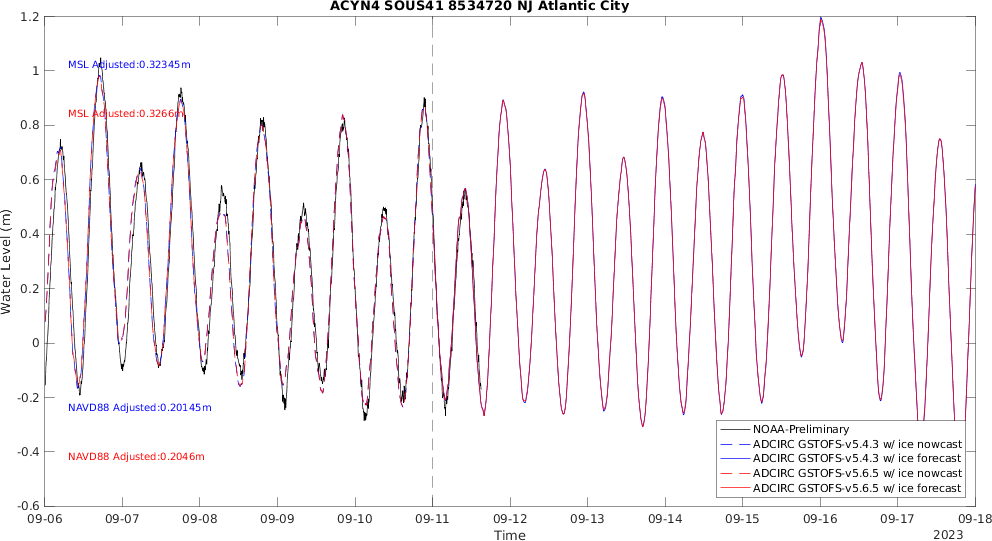 ACYN4 SOUS41 8534720 NJ Atlantic City
1.2
1
0.8
0.6
0.4
0.2
0
-0.2
-0.4
-0.6
Water Level (m)
MSL Adjusted:0.32345m
MSL Adjusted:0.3266m
NAVD88 Adjusted:0.20145m
NAVD88 Adjusted:0.2046m
NOAA-Preliminary
ADCIRC GSTOFS-v5.4.3 w/ ice nowcast
ADCIRC GSTOFS-v5.4.3 w/ ice forecast
ADCIRC GSTOFS-v5.6.5 w/ ice nowcast
ADCIRC GSTOFS-v5.6.5 w/ ice forecast
09-06 09-07 09-08 09-09 09-10 09-11 09-12 09-13 09-14 09-15 09-16 09-17 09-18
Time
2023